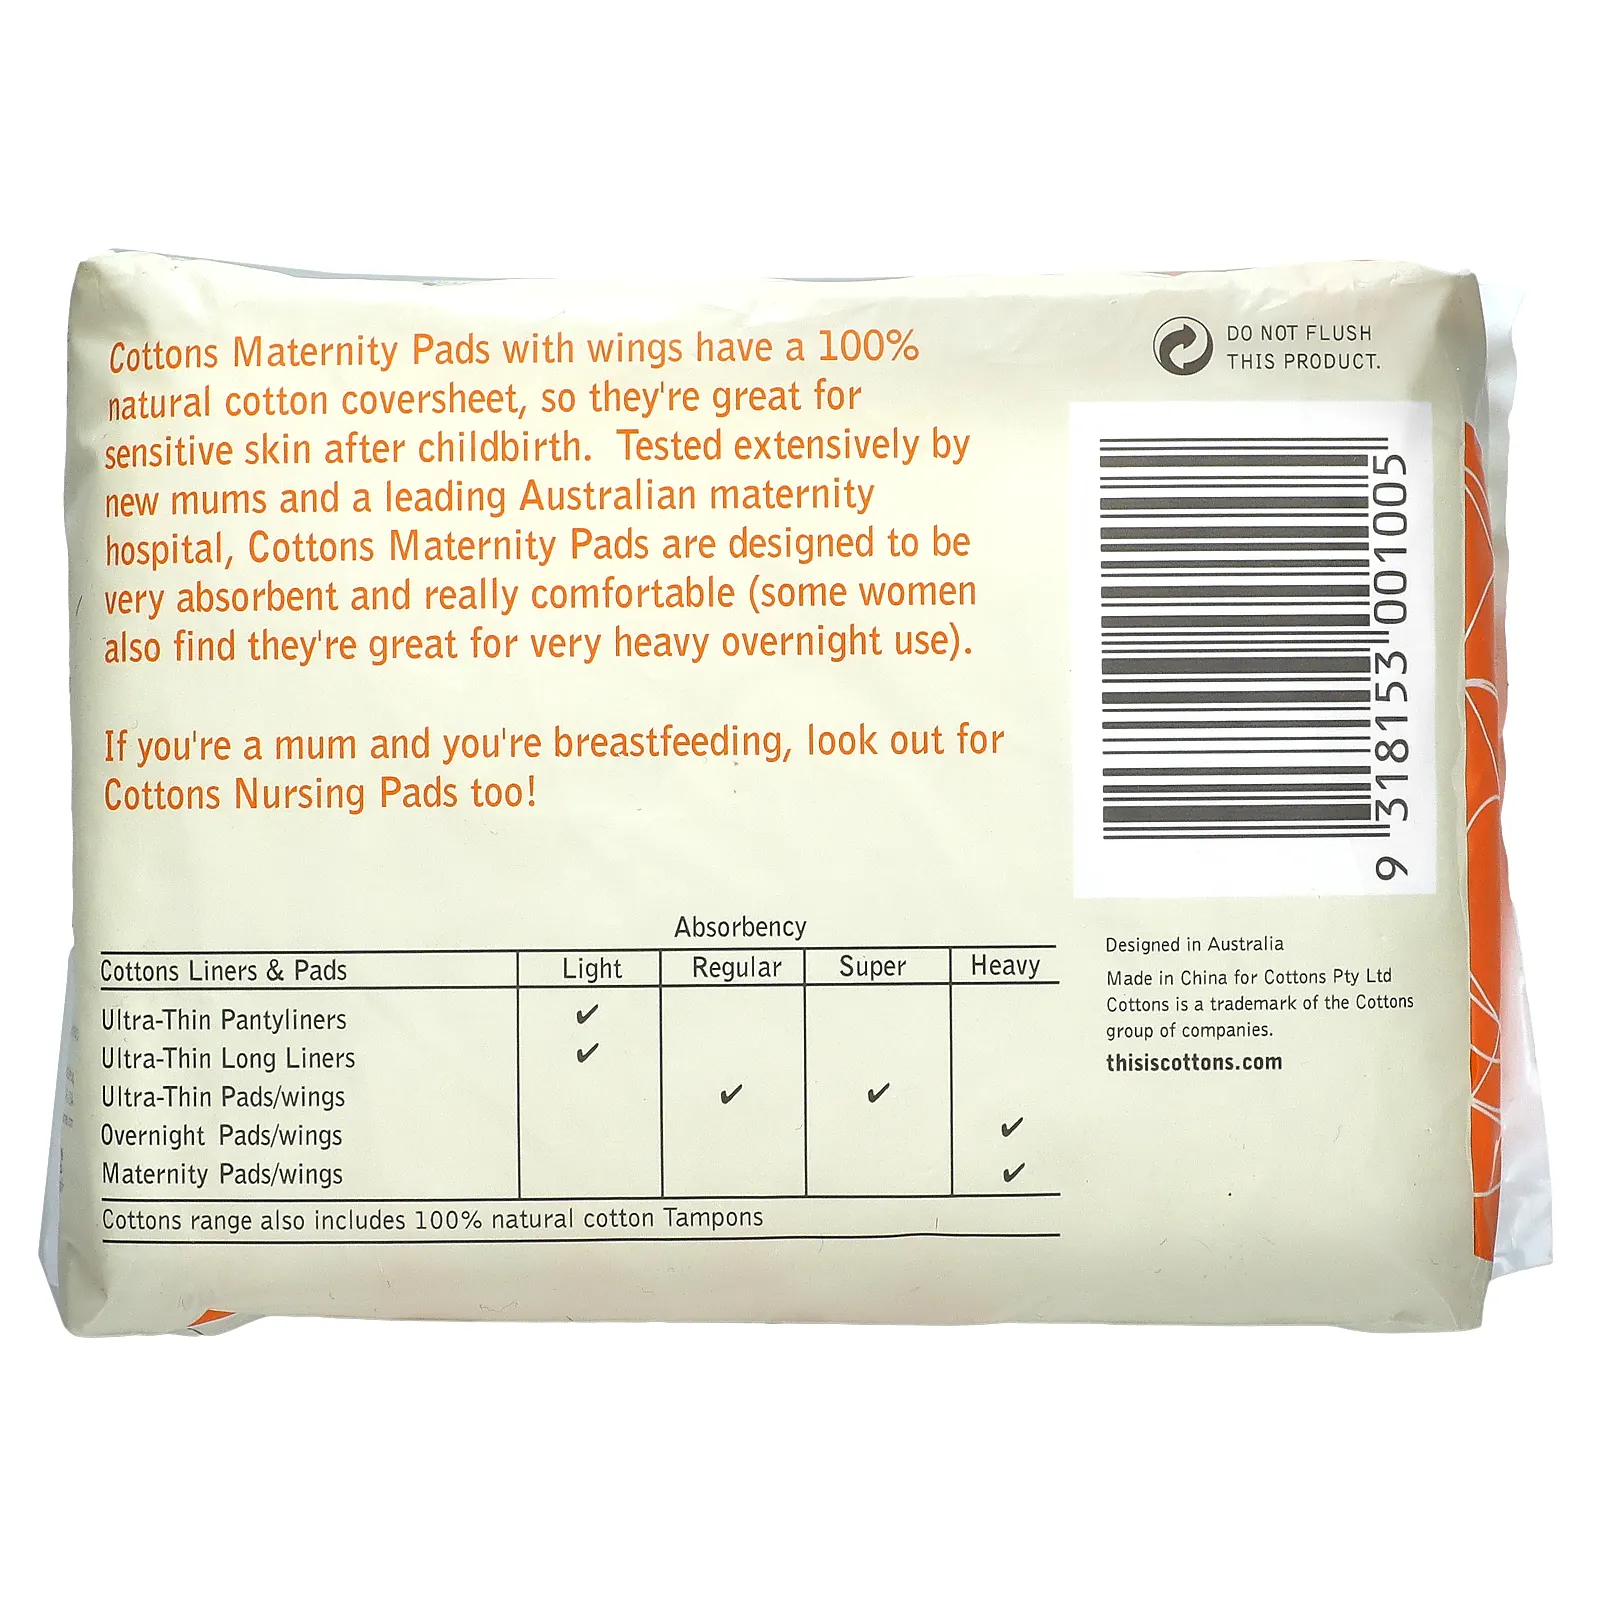 Cottons Maternity Pads with wings have a 100%
natural cotton coversheet, so they're great for
sensitive skin after childbirth. Tested extensively by
new mums and a leading Australian maternity
hospital, Cottons Maternity Pads are designed to be
very absorbent and really comfortable (some women
also find they're great for very heavy overnight use).
If you're a mum and you're breastfeeding, look out for
Cottons Nursing Pads too!
DO NOT FLUSH
THIS PRODUCT.
9 318153 001005
Absorbency
Cottons Liners & Pads Light Regular Super Heavy
Ultra-Thin Pantyliners ✔
Ultra-Thin Long Liners ✔
Ultra-Thin Pads/wings ✔ ✔
Overnight Pads/wings ✔
Maternity Pads/wings ✔
Cottons range also includes 100% natural cotton Tampons
Designed in Australia
Made in China for Cottons Pty Ltd
Cottons is a trademark of the Cottons
group of companies.
thisiscottons.com